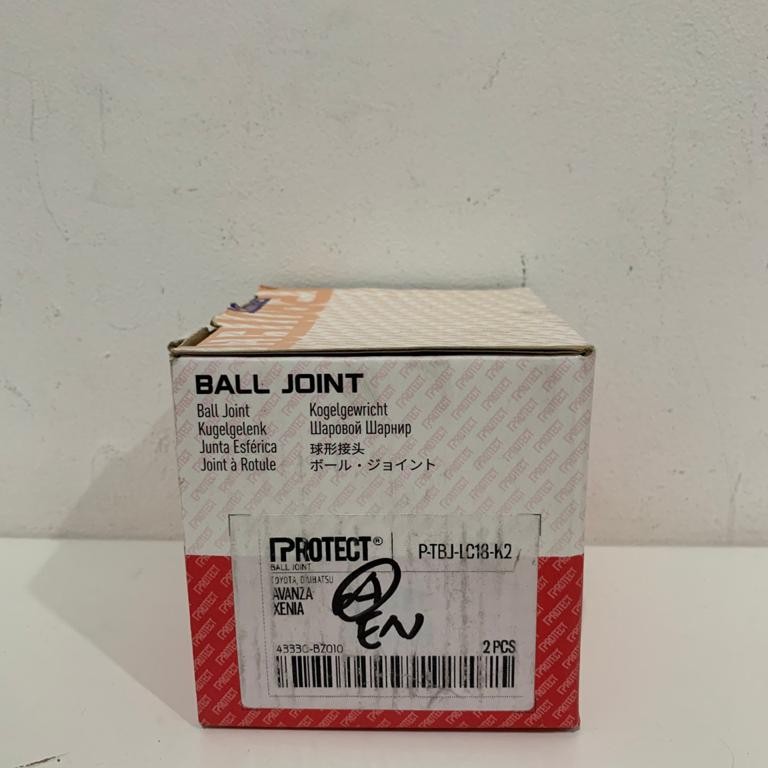 BALL JOINT
Ball Joint
Kugelgelenk
Junta Esférica
Joint à Rotule
Kogelgewricht
Шаровой Шарнир
球形接头
ボール・ジョイント
PROTECT® P-TBJ-LC18-K2
BALL JOINT
TOYOTA, DAIHATSU
AVANZA
XENIA
A
EN
43330-BZ010 2 PCS